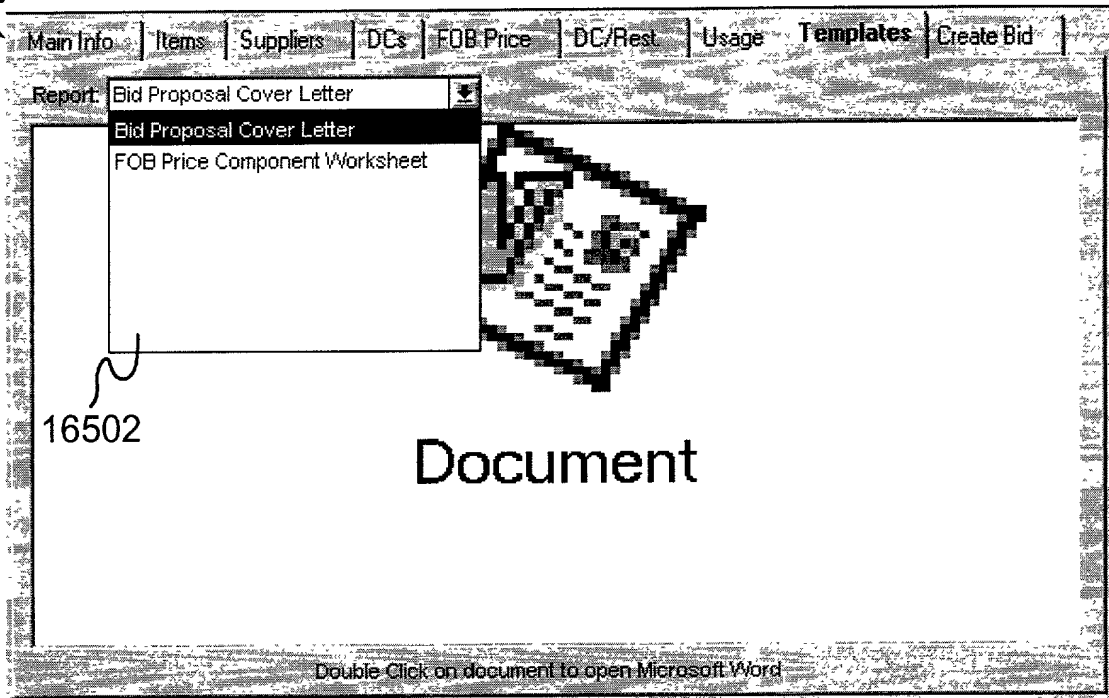 Main Info Items Suppliers DCs FOB Price DC/Rest. Usage Templates Create Bid
Report: Bid Proposal Cover Letter
Bid Proposal Cover Letter
FOB Price Component Worksheet
16502
Document
Double Click on document to open Microsoft Word